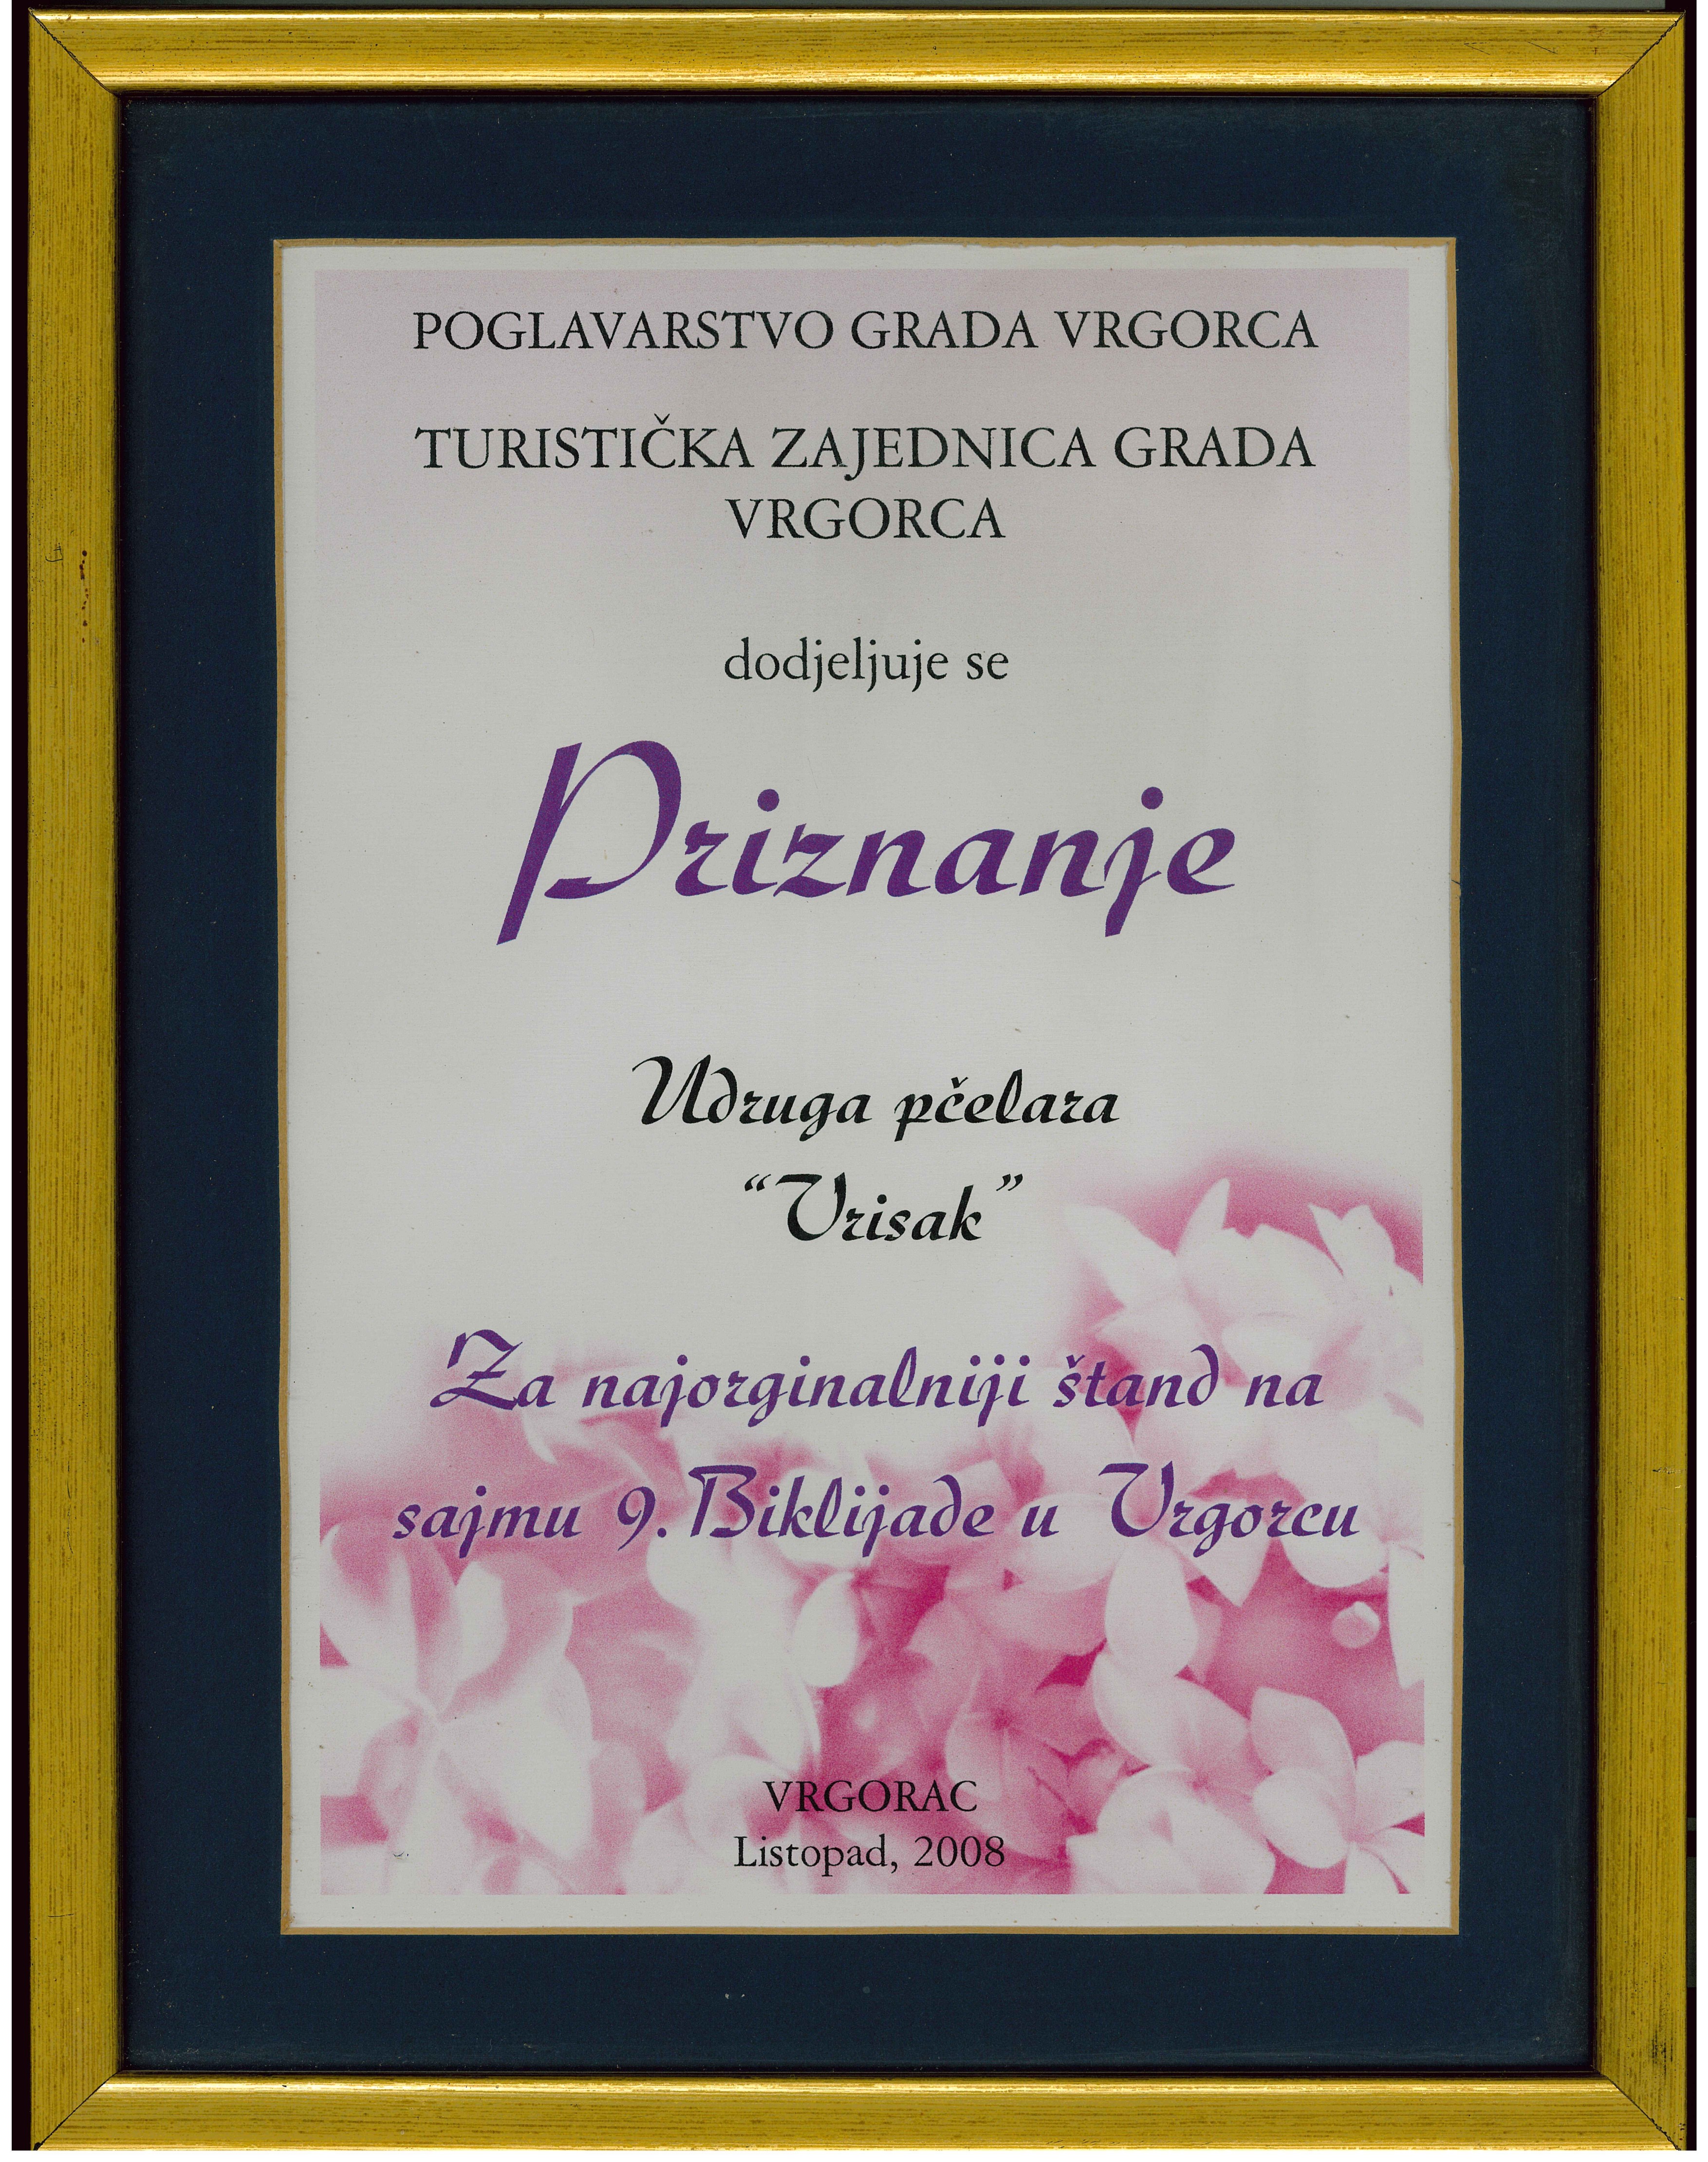 POGLAVARSTVO GRADA VRGORCA
TURISTIČKA ZAJEDNICA GRADA
VRGORCA
dodjeljuje se
Priznanje
Udruga pčelara
“Vrisak”
Za najorginalniji štand na
sajmu 9. Biklijade u Vrgorcu
VRGORAC
Listopad, 2008